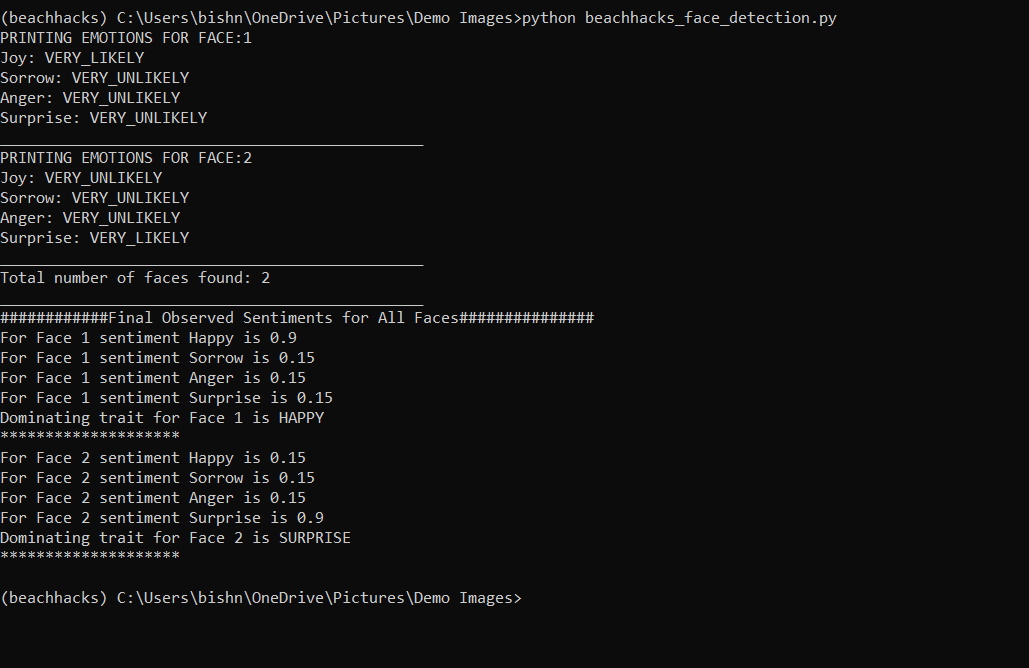 (beachhacks) C:\Users\bishn\OneDrive\Pictures\Demo Images>python beachhacks_face_detection.py
PRINTING EMOTIONS FOR FACE:1
Joy: VERY_LIKELY
Sorrow: VERY_UNLIKELY
Anger: VERY_UNLIKELY
Surprise: VERY_UNLIKELY
_______________________________________________
PRINTING EMOTIONS FOR FACE:2
Joy: VERY_UNLIKELY
Sorrow: VERY_UNLIKELY
Anger: VERY_UNLIKELY
Surprise: VERY_LIKELY
_______________________________________________
Total number of faces found: 2
_______________________________________________
############Final Observed Sentiments for All Faces###############
For Face 1 sentiment Happy is 0.9
For Face 1 sentiment Sorrow is 0.15
For Face 1 sentiment Anger is 0.15
For Face 1 sentiment Surprise is 0.15
Dominating trait for Face 1 is HAPPY
********************
For Face 2 sentiment Happy is 0.15
For Face 2 sentiment Sorrow is 0.15
For Face 2 sentiment Anger is 0.15
For Face 2 sentiment Surprise is 0.9
Dominating trait for Face 2 is SURPRISE
********************
(beachhacks) C:\Users\bishn\OneDrive\Pictures\Demo Images>